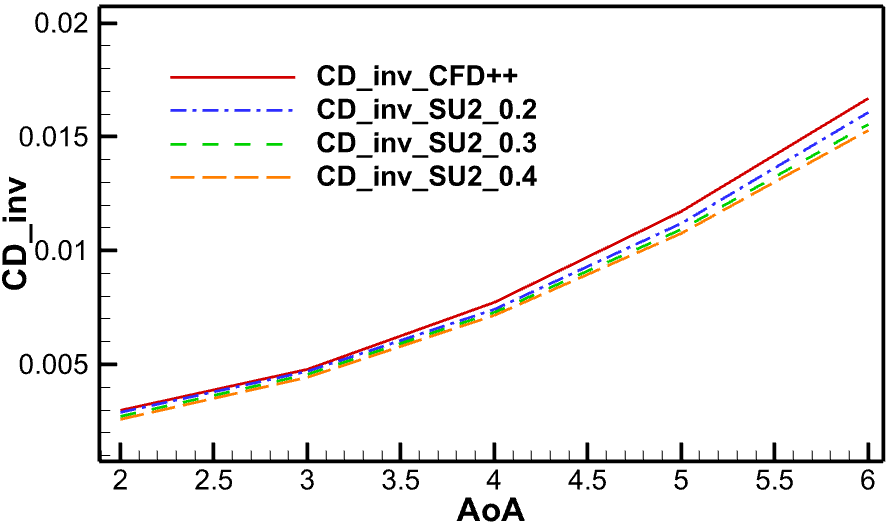 0.02
0.015
0.01
0.005
CD_inv
CD_inv_CFD++
CD_inv_SU2_0.2
CD_inv_SU2_0.3
CD_inv_SU2_0.4
2 2.5 3 3.5 4 4.5 5 5.5 6
AoA